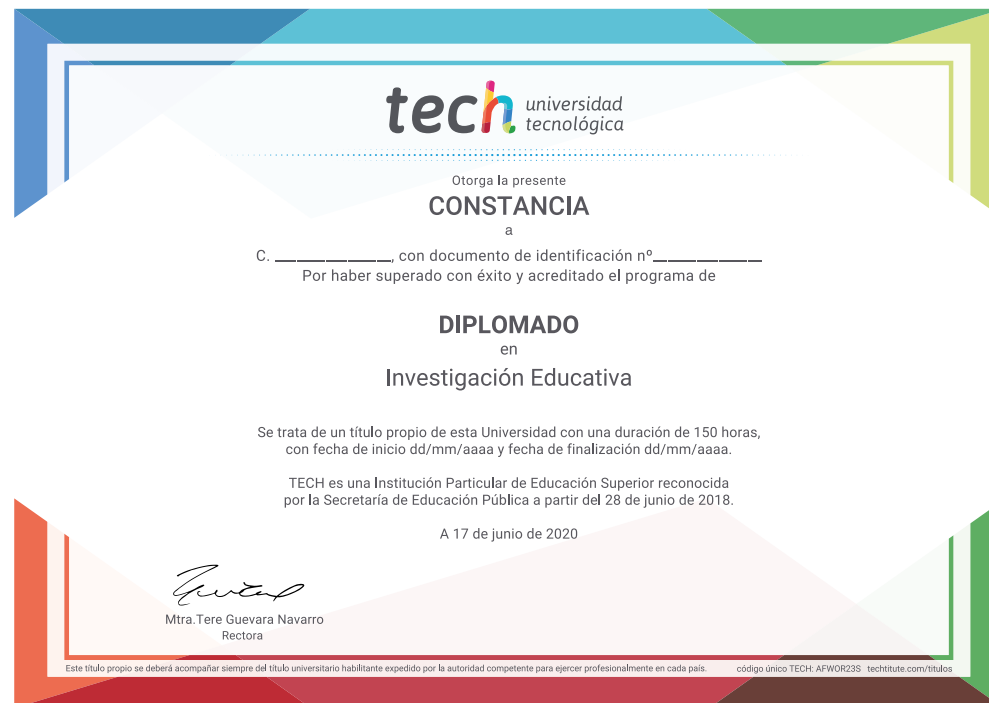 tech universidad
tecnológica
Otorga la presente
CONSTANCIA
a
C. ________________, con documento de identificación nº_______________
Por haber superado con éxito y acreditado el programa de
DIPLOMADO
en
Investigación Educativa
Se trata de un título propio de esta Universidad con una duración de 150 horas,
con fecha de inicio dd/mm/aaaa y fecha de finalización dd/mm/aaaa.
TECH es una Institución Particular de Educación Superior reconocida
por la Secretaría de Educación Pública a partir del 28 de junio de 2018.
A 17 de junio de 2020
Mtra.Tere Guevara Navarro
Rectora
Este título propio se deberá acompañar siempre del título universitario habilitante expedido por la autoridad competente para ejercer profesionalmente en cada país. código único TECH: AFWOR23S techtitute.com/titulos